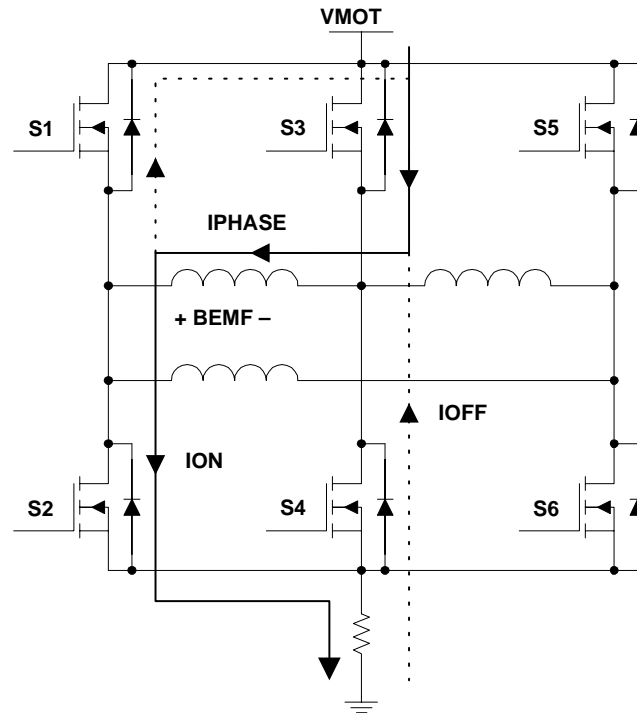 VMOT
S1
S3
S5
IPHASE
+ BEMF –
IOFF
ION
S2
S4
S6